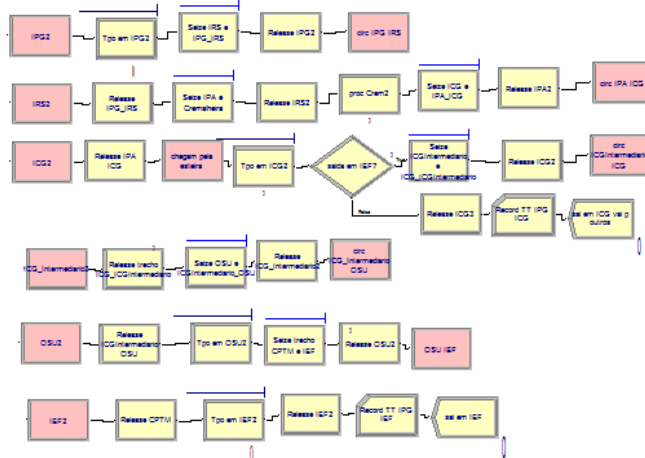 IPG2
Tpo em IPG2
Seize IRS e
IPG_IRS
Release IPG2
circ IPG IRS
IRS2
Release
IPG_IRS
Seize IPA e
Cremalheira
Release IRS2
proc Crem2
Seize ICG e
IPA_ICG
Release IPA2
circ IPA ICG
ICG2
Release IPA
ICG
chegam pela
esteira
Tpo em ICG2
saida em IEF?
True
False
Seize
ICGIntermediario
e
ICG_ICGIntermediario
Release ICG2
circ
ICGIntermediario
ICG
Release ICG3
Record TT IPG
ICG
sai em ICG vai p
outros
ICG_Intermediario2
Release trecho
ICG_ICGIntermediario
Seize OSU e
ICGIntermediario_OSU
Release
ICG_Intermediario2
circ
ICG_Intermediario
OSU
OSU2
Release
ICGIntermediario
OSU
Tpo em OSU2
Seize trecho
CPTM e IEF
Release OSU2
OSU IEF
IEF2
Release CPTM
Tpo em IEF2
Release IEF2
Record TT IPG
IEF
sai em IEF